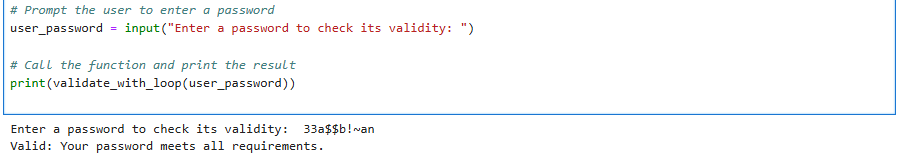 # Prompt the user to enter a password
user_password = input("Enter a password to check its validity: ")
# Call the function and print the result
print(validate_with_loop(user_password))
Enter a password to check its validity:  33a$$b!~an
Valid: Your password meets all requirements.